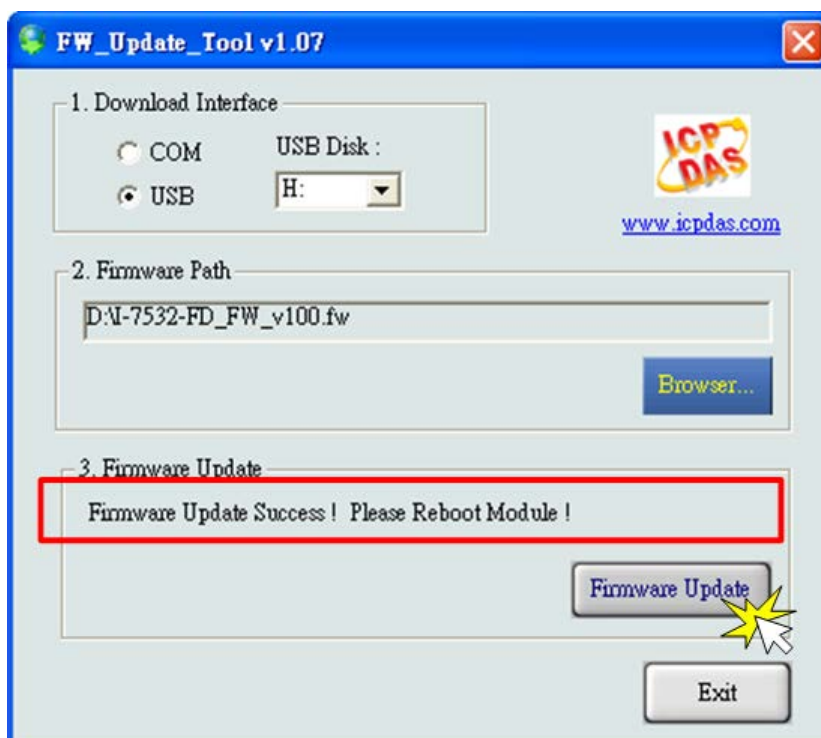 FW_Update_Tool v1.07
1. Download Interface
COM
USB Disk :
USB
H:
ICP
DAS
www.icpdas.com
2. Firmware Path
D:\I-7532-FD_FW_v100.fw
Browser...
3. Firmware Update
Firmware Update Success ! Please Reboot Module !
Firmware Update
Exit